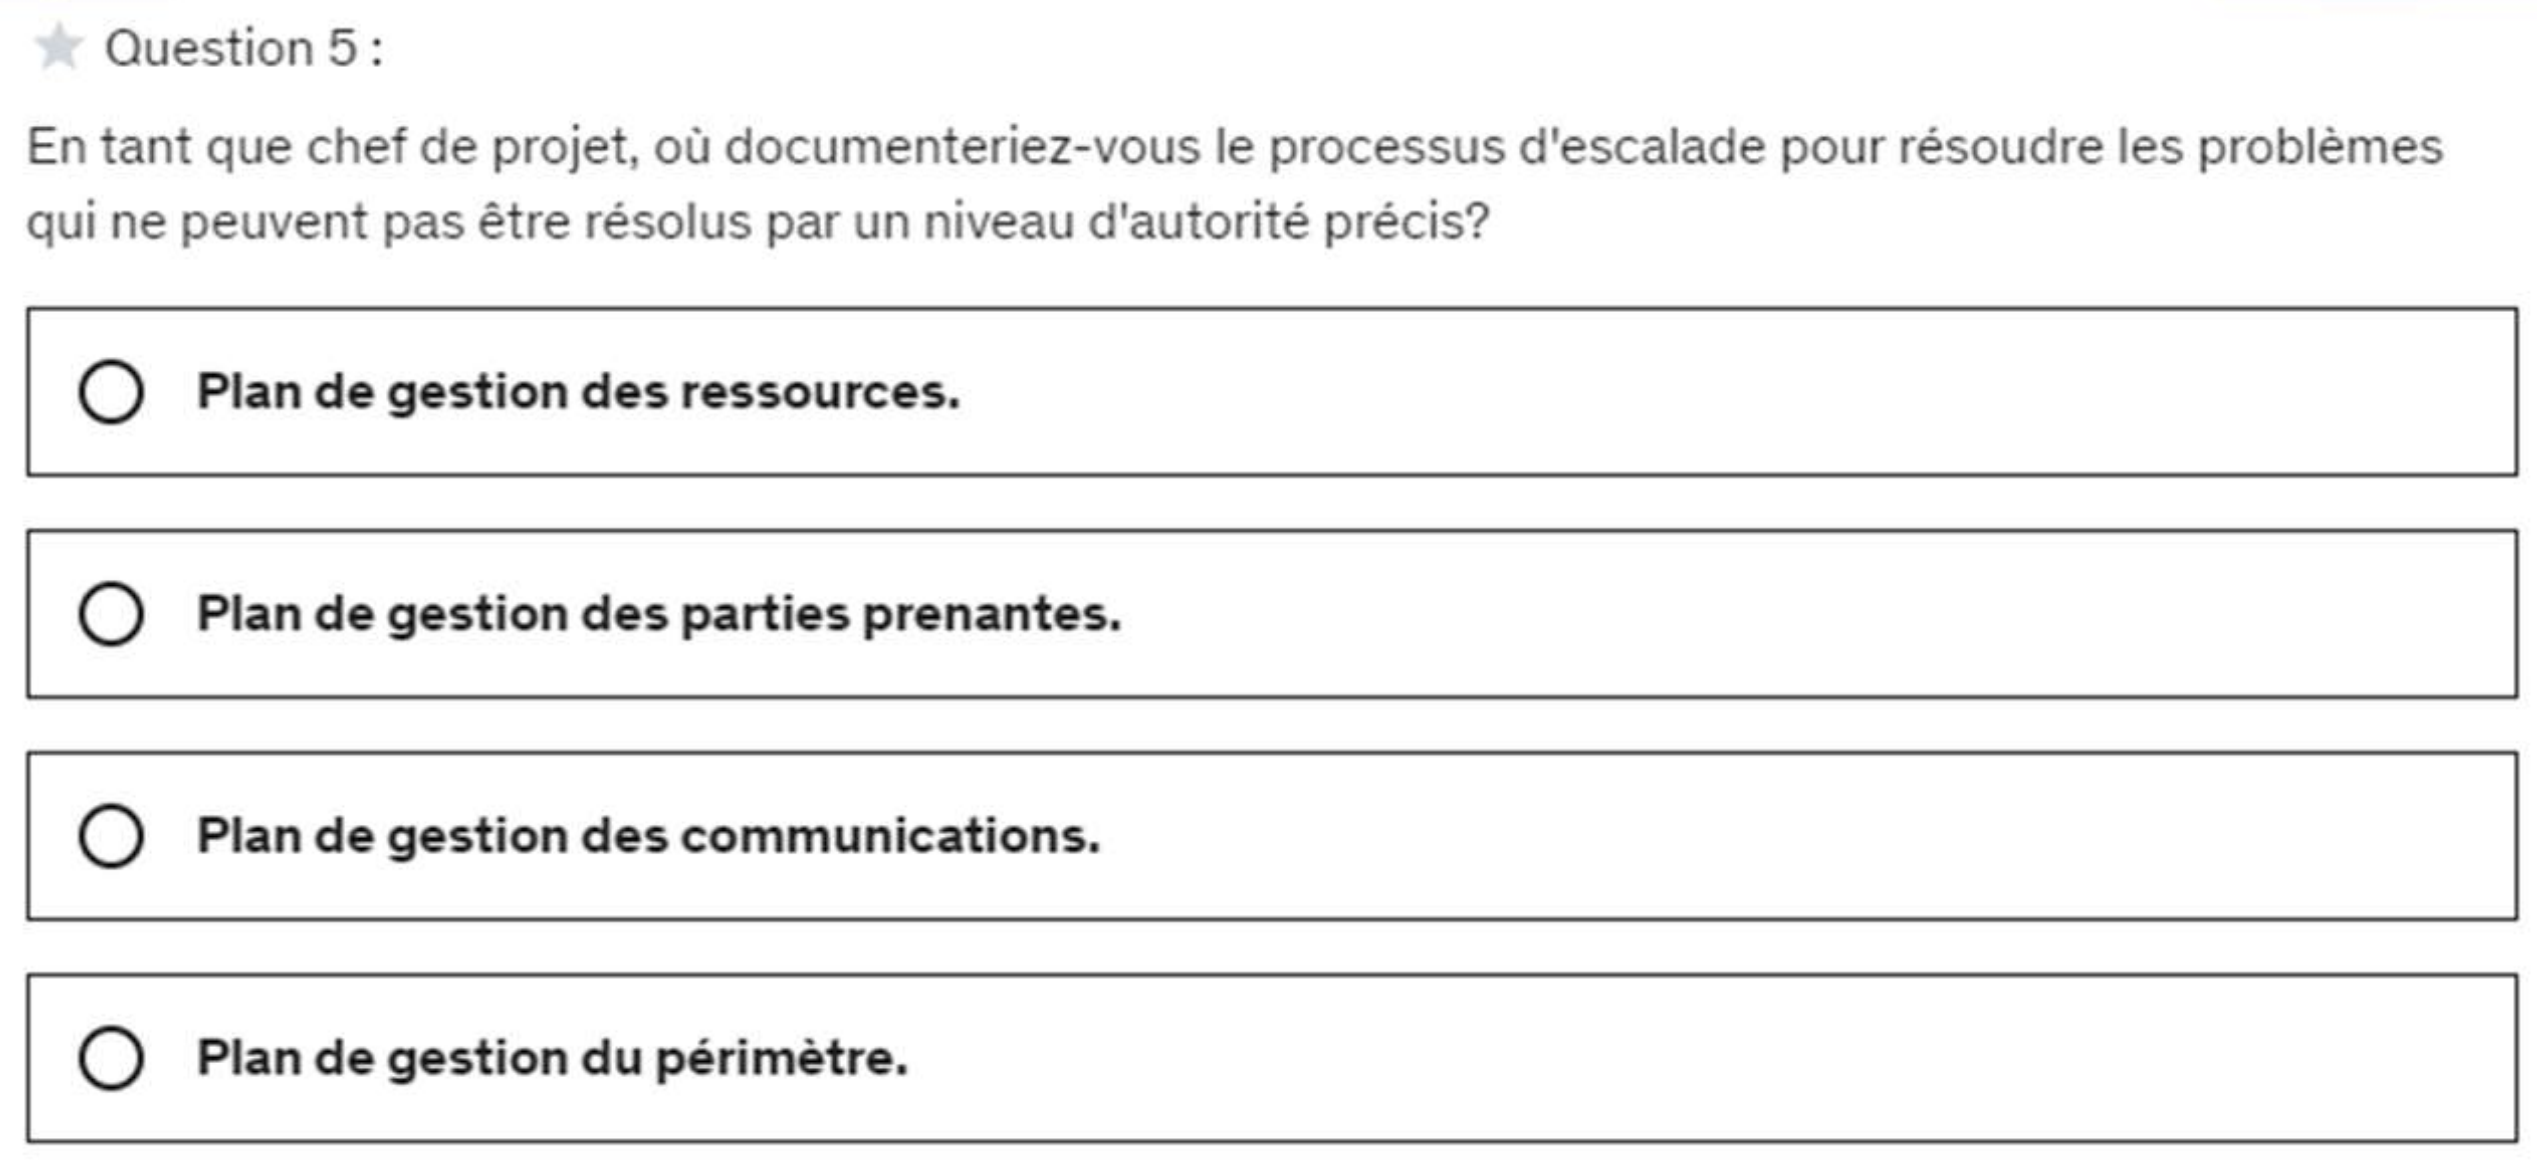 Question 5 :
En tant que chef de projet, où documenteriez-vous le processus d'escalade pour résoudre les problèmes
qui ne peuvent pas être résolus par un niveau d'autorité précis?
Plan de gestion des ressources.
Plan de gestion des parties prenantes.
Plan de gestion des communications.
Plan de gestion du périmètre.